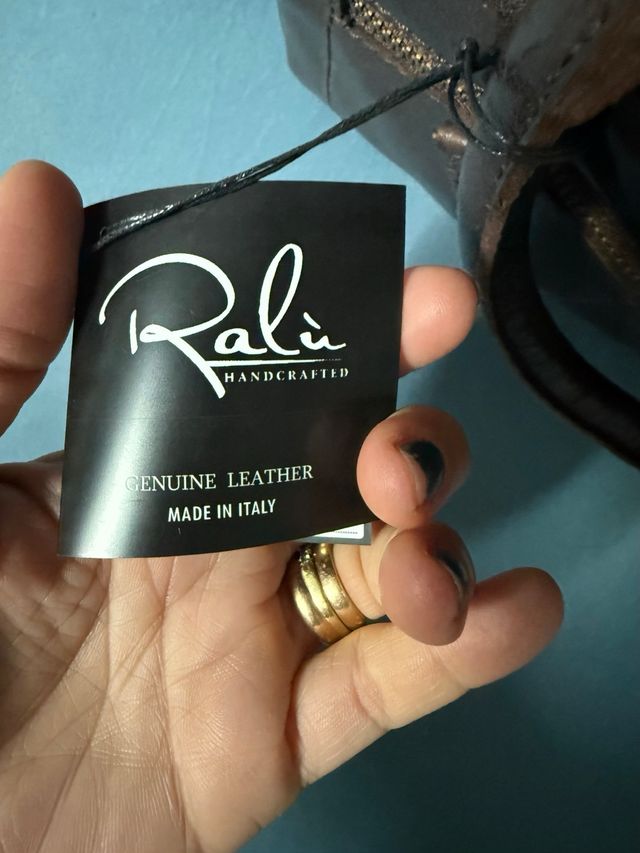 Ralù
HANDCRAFTED
GENUINE LEATHER
MADE IN ITALY